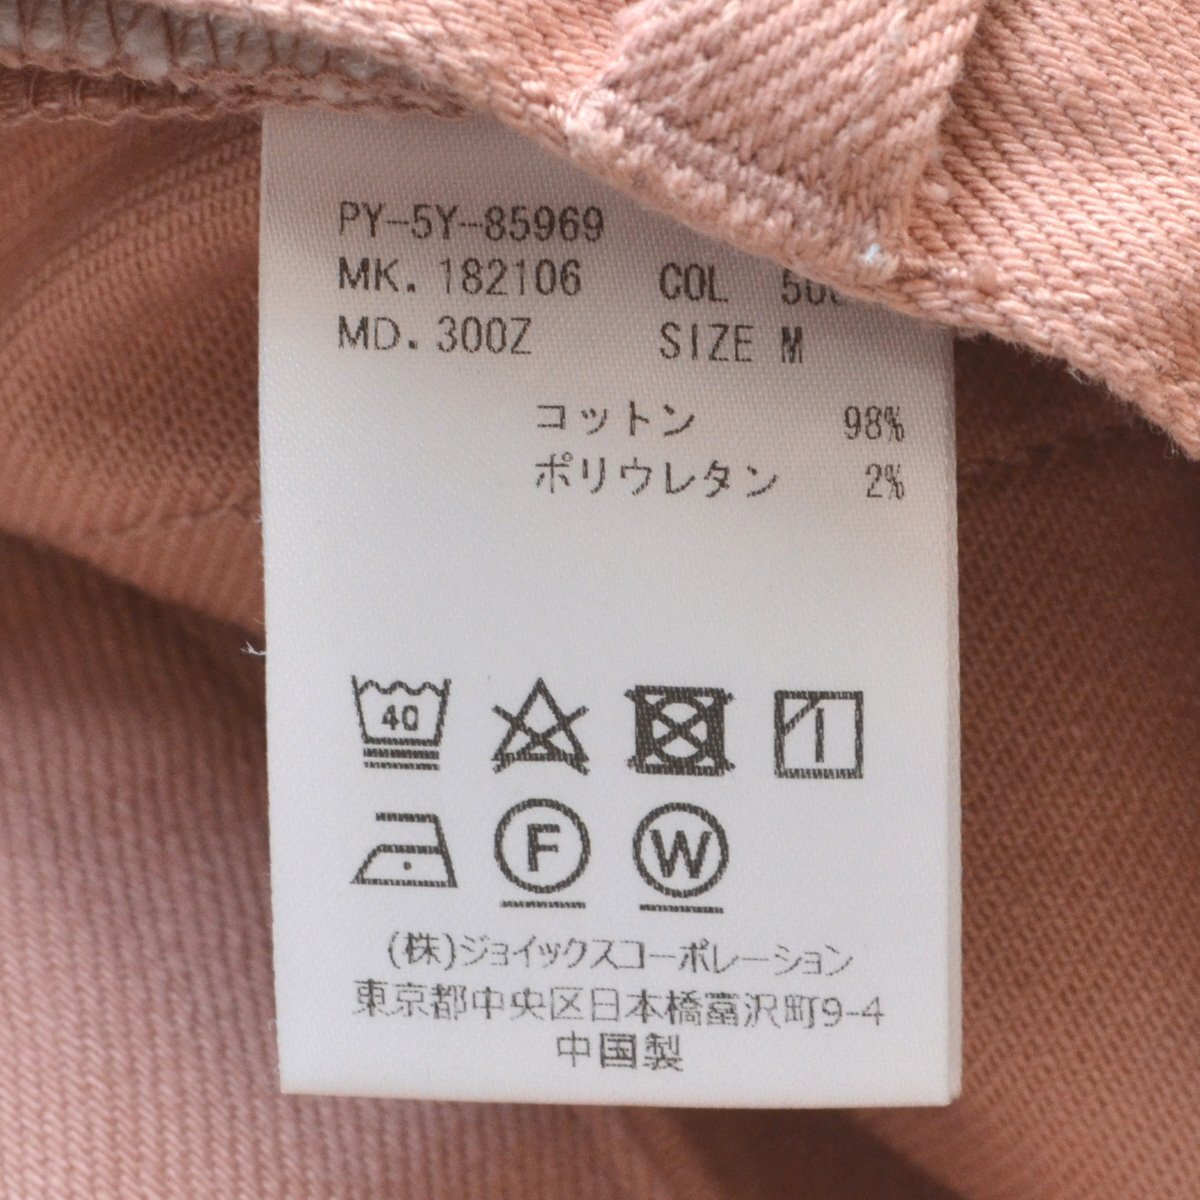 PY-5Y-85969
MK. 182106 COL
MD. 300Z SIZE M
コットン 98%
ポリウレタン 2%
40
F W
(株)ジョイックスコーポレーション
東京都中央区日本橋富沢町9-4
中国製